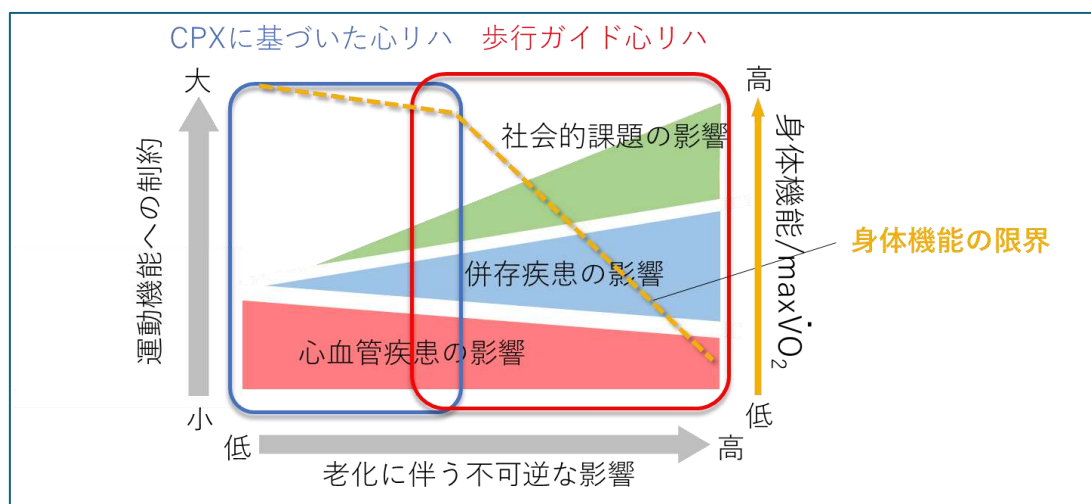 CPXに基づいた心リハ
歩行ガイド心リハ
大
高
運動機能への制約
社会的課題の影響
身体機能/maxV̇O₂
身体機能の限界
併存疾患の影響
心血管疾患の影響
小
低
低
高
老化に伴う不可逆な影響